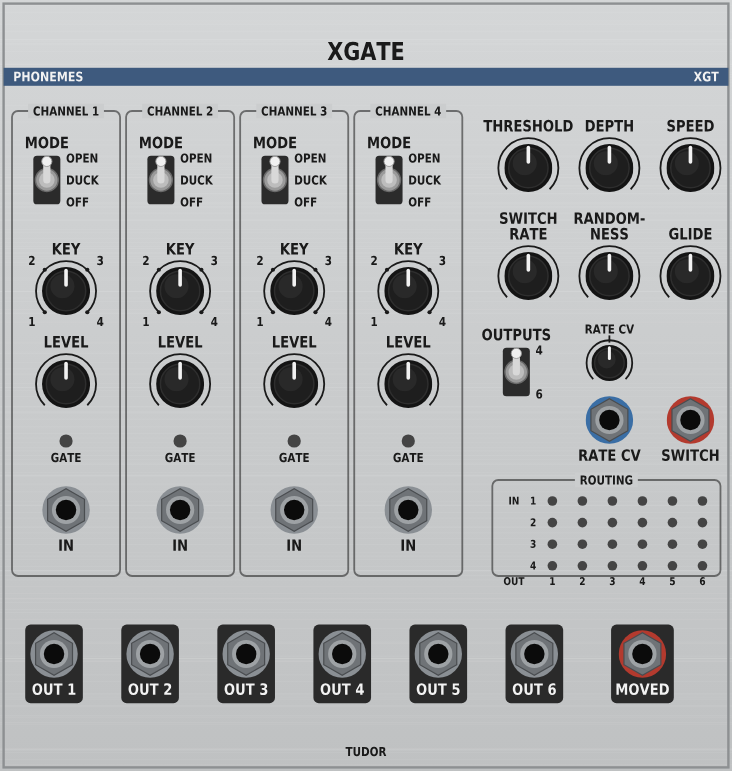 XGATE
PHONEMES XGT
CHANNEL 1 CHANNEL 2 CHANNEL 3 CHANNEL 4
MODE MODE MODE MODE
OPEN OPEN OPEN OPEN
DUCK DUCK DUCK DUCK
OFF OFF OFF OFF
KEY KEY KEY KEY
2 3 2 3 2 3 2 3
1 4 1 4 1 4 1 4
LEVEL LEVEL LEVEL LEVEL
GATE GATE GATE GATE
IN IN IN IN
THRESHOLD DEPTH SPEED
SWITCH RANDOM-
RATE NESS GLIDE
OUTPUTS RATE CV
4
6
RATE CV SWITCH
ROUTING
IN 1
2
3
4
OUT 1 2 3 4 5 6
OUT 1 OUT 2 OUT 3 OUT 4 OUT 5 OUT 6 MOVED
TUDOR